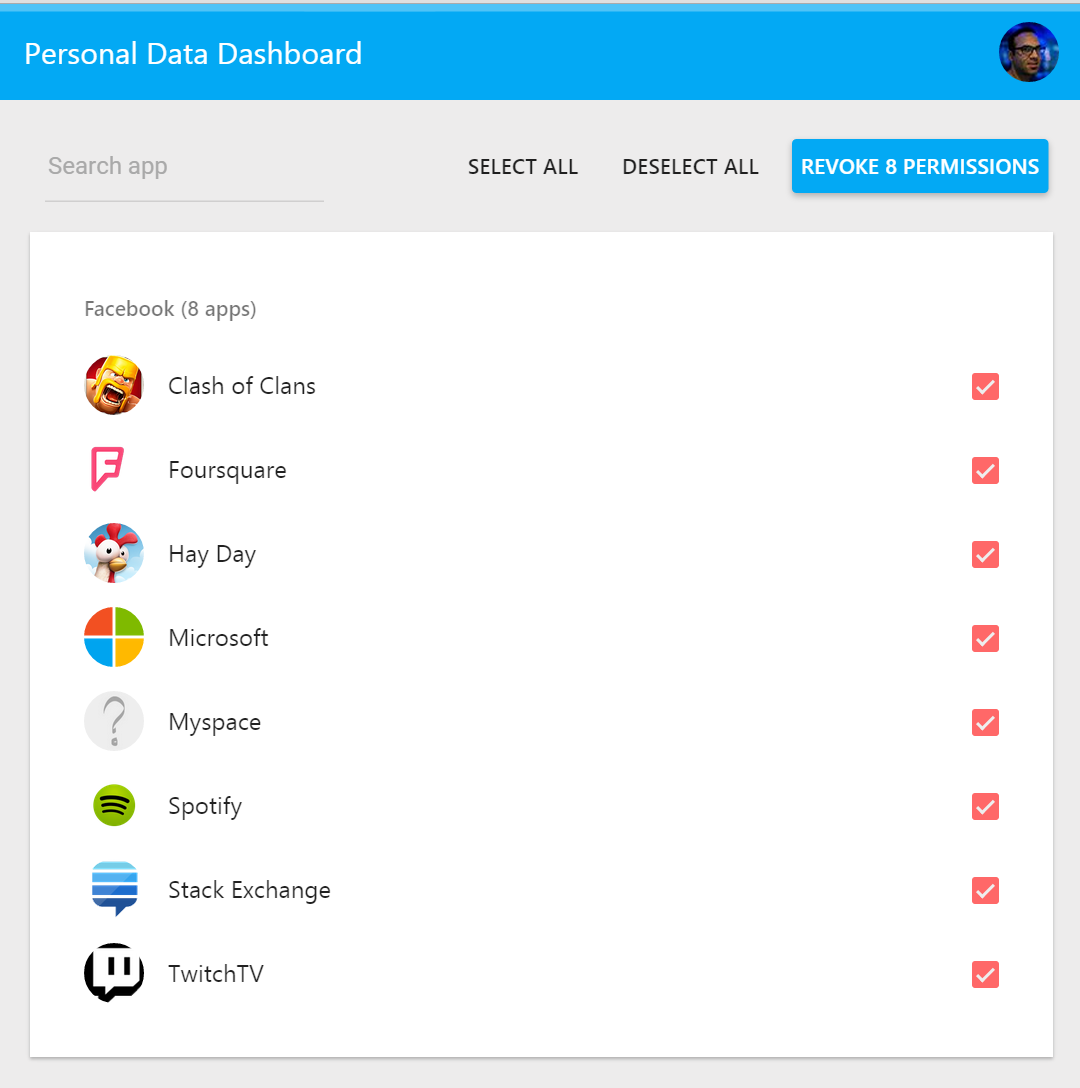 Personal Data Dashboard
Search app
SELECT ALL
DESELECT ALL
REVOKE 8 PERMISSIONS
Facebook (8 apps)
Clash of Clans
Foursquare
Hay Day
Microsoft
?
Myspace
Spotify
Stack Exchange
TwitchTV